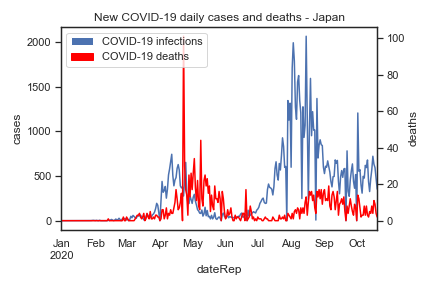 New COVID-19 daily cases and deaths - Japan
COVID-19 infections
COVID-19 deaths
2000
1500
1000
500
0
cases
100
80
60
40
20
0
deaths
Jan Feb Mar Apr May Jun Jul Aug Sep Oct
2020
dateRep